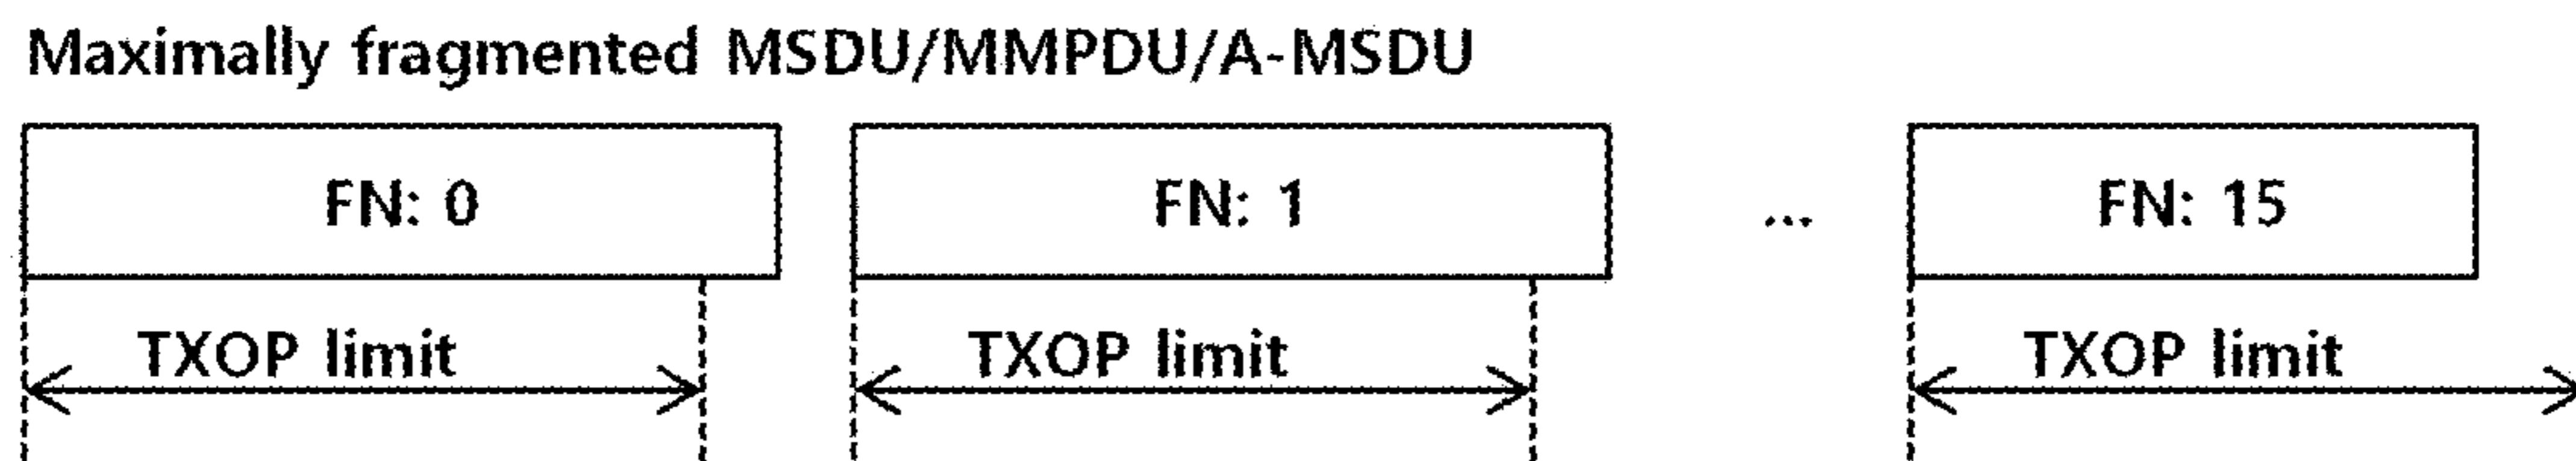 Maximally fragmented MSDU/MMPDU/A-MSDU
FN: 0 FN: 1 ... FN: 15
TXOP limit TXOP limit TXOP limit